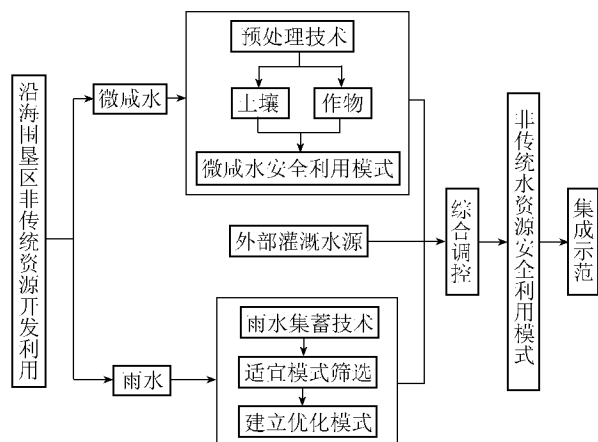 沿海围垦区非传统资源开发利用
微咸水
预处理技术
土壤
作物
微咸水安全利用模式
外部灌溉水源
雨水
雨水集蓄技术
适宜模式筛选
建立优化模式
综合调控
非传统水资源安全利用模式
集成示范